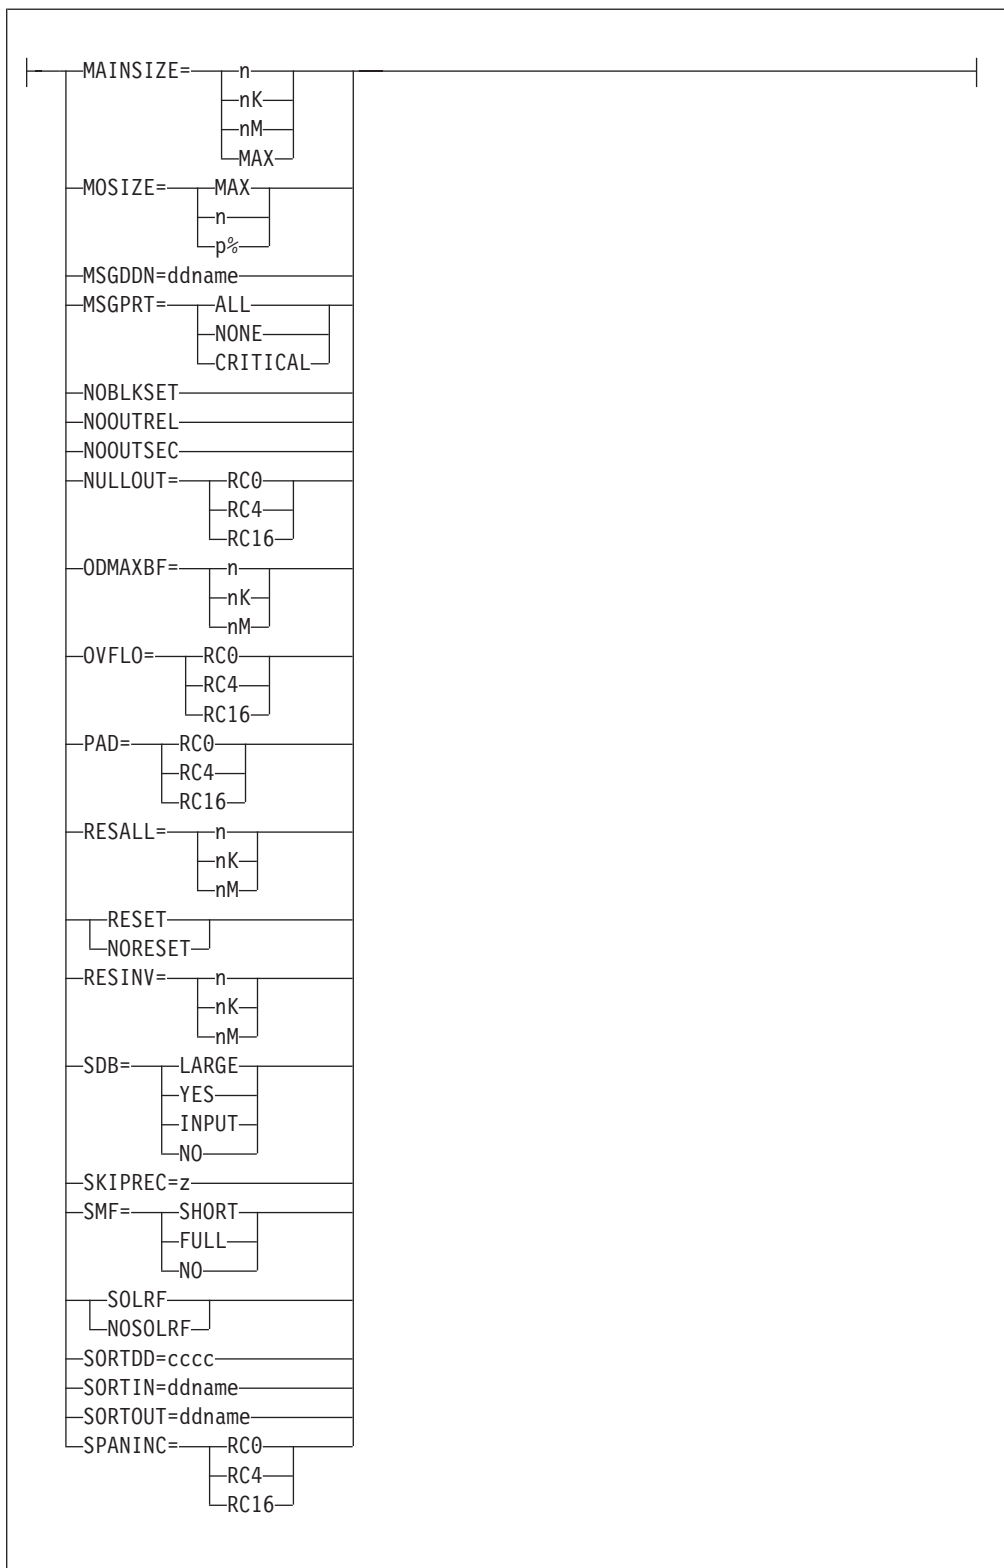 MAINSIZE= n
nK
nM
MAX
MOSIZE= MAX
n
p%
MSGDDN=ddname
MSGPRT= ALL
NONE
CRITICAL
NOBLKSET
NOOUTREL
NOOUTSEC
NULLOUT= RC0
RC4
RC16
ODMAXBF= n
nK
nM
OVFLO= RC0
RC4
RC16
PAD= RC0
RC4
RC16
RESALL= n
nK
nM
RESET
NORESET
RESINV= n
nK
nM
SDB= LARGE
YES
INPUT
NO
SKIPREC=z
SMF= SHORT
FULL
NO
SOLRF
NOSOLRF
SORTDD=cccc
SORTIN=ddname
SORTOUT=ddname
SPANINC= RC0
RC4
RC16